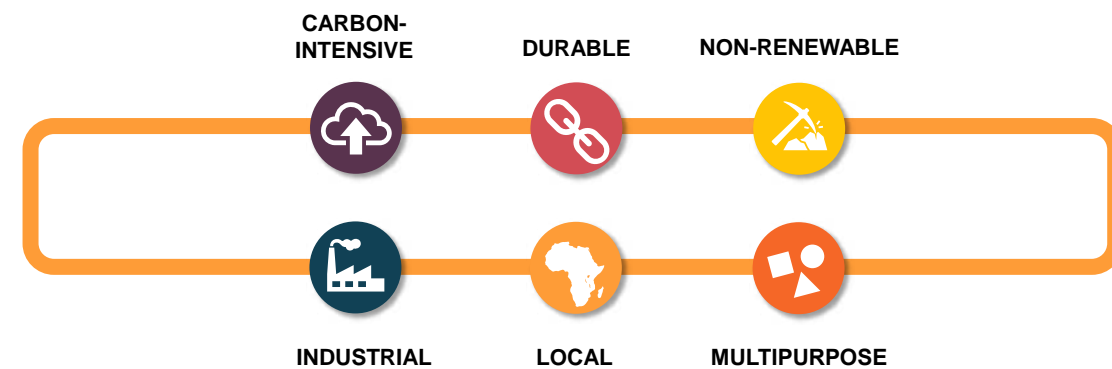 CARBON-
INTENSIVE
DURABLE
NON-RENEWABLE
INDUSTRIAL
LOCAL
MULTIPURPOSE